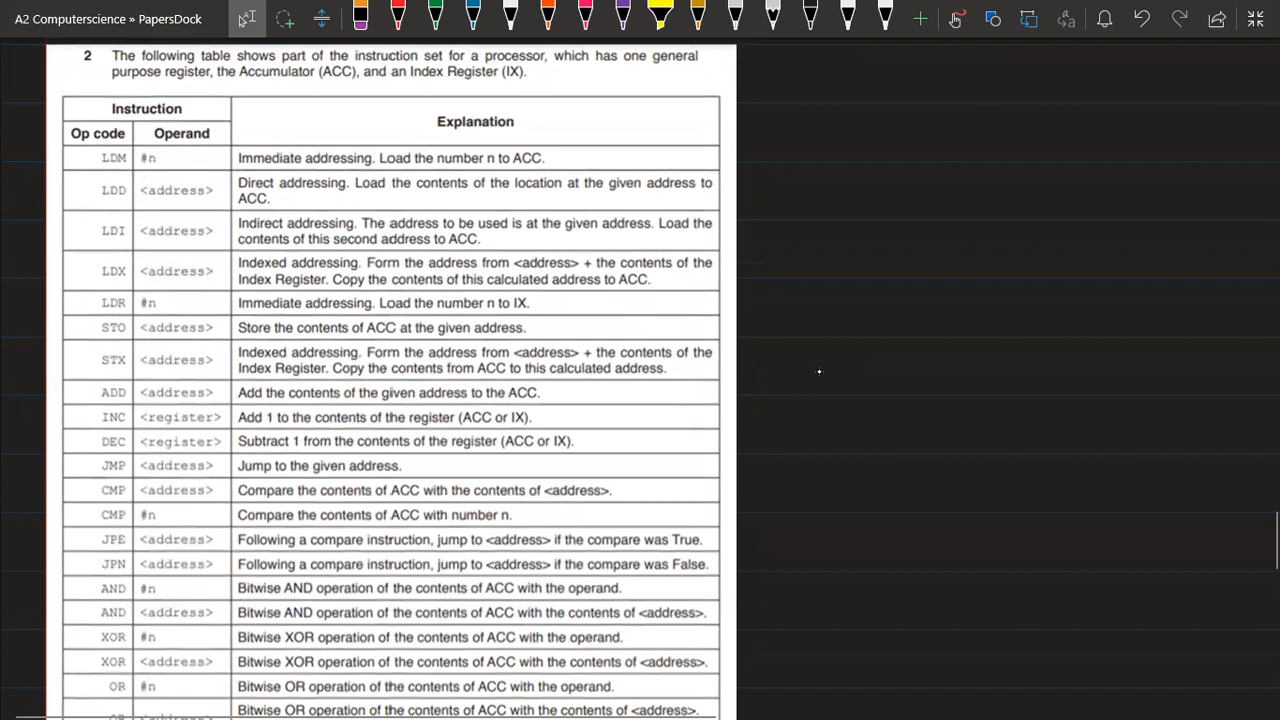 A2 Computerscience » PapersDock
2 The following table shows part of the instruction set for a processor, which has one general
purpose register, the Accumulator (ACC), and an Index Register (IX).
Instruction
Explanation
Op code Operand
LDM #n Immediate addressing. Load the number n to ACC.
LDD <address> Direct addressing. Load the contents of the location at the given address to
ACC.
LDI <address> Indirect addressing. The address to be used is at the given address. Load the
contents of this second address to ACC.
LDX <address> Indexed addressing. Form the address from <address> + the contents of the
Index Register. Copy the contents of this calculated address to ACC.
LDR #n Immediate addressing. Load the number n to IX.
STO <address> Store the contents of ACC at the given address.
STX <address> Indexed addressing. Form the address from <address> + the contents of the
Index Register. Copy the contents from ACC to this calculated address.
ADD <address> Add the contents of the given address to the ACC.
INC <register> Add 1 to the contents of the register (ACC or IX).
DEC <register> Subtract 1 from the contents of the register (ACC or IX).
JMP <address> Jump to the given address.
CMP <address> Compare the contents of ACC with the contents of <address>.
CMP #n Compare the contents of ACC with number n.
JPE <address> Following a compare instruction, jump to <address> if the compare was True.
JPN <address> Following a compare instruction, jump to <address> if the compare was False.
AND #n Bitwise AND operation of the contents of ACC with the operand.
AND <address> Bitwise AND operation of the contents of ACC with the contents of <address>.
XOR #n Bitwise XOR operation of the contents of ACC with the operand.
XOR <address> Bitwise XOR operation of the contents of ACC with the contents of <address>.
OR #n Bitwise OR operation of the contents of ACC with the operand.
Bitwise OR operation of the contents of ACC with the contents of <address>.